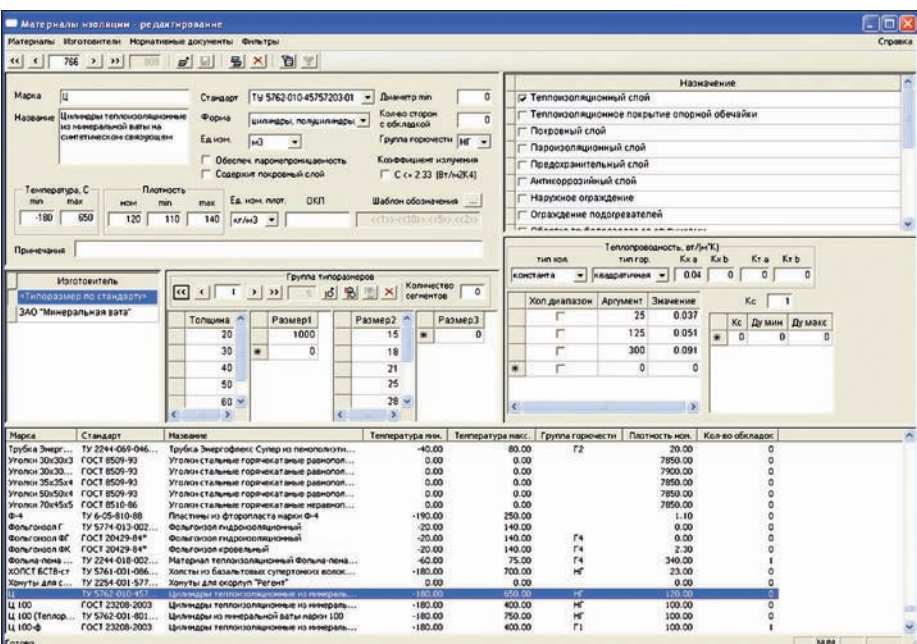 Материалы изоляции - редактирование
Материалы Изготовители Нормативные документы Фильтры Справка
<< < 766 > >> 809
Марка Ц
Стандарт ТУ 5762-010-45757203-01
Диаметр min 0
Название Цилиндры теплоизоляционные из минеральной ваты на синтетическом связующем
Форма цилиндры, полуцилиндры,
Кол-во сторон с обкладкой 0
Ед.изм. м3
Группа горючести НГ
Обеспеч. паронепроницаемость
Содержит покровный слой
Коэффициент излучения
C <= 2.33 (Вт/м2К4)
Температура, С
min max
-180 650
Плотность
ном min max
120 110 140
Ед. изм. плот. кг/м3
ОКП
Шаблон обозначения ...
Примечания
Назначение
Теплоизоляционный слой
Теплоизоляционное покрытие опорной обечайки
Покровный слой
Пароизоляционный слой
Предохранительный слой
Антикоррозийный слой
Наружное ограждение
Ограждение подогревателей
Изготовитель
<Типоразмер по стандарту>
ЗАО "Минеральная вата"
Группа типоразмеров
<< < 1 > >>
Количество сегментов 0
Толщина Размер1 Размер2 Размер3
20 1000 15 * 0
30 * 0 18
40 21
50 25
60 28
Теплопроводность, вт/(м*К)
тип хол. тип гор. Кх a Кх b Кт a Кт b
константа квадратичная 0.04 0 0 0
Хол диапазон Аргумент Значение
25 0.037
125 0.051
300 0.091
* 0 0
Кс 1
Кс Ду мин Ду макс
* 0 0 0
Марка Стандарт Название Температура мин. Температура макс. Группа горючести Плотность ном. Кол-во обкладок
Трубка Энерг... ТУ 2244-069-046... Трубка Энергофлекс Супер из пенополиэти... -40.00 80.00 Г2 20.00 0
Уголки 30х30х3 ГОСТ 8509-93 Уголки стальные горячекатаные равнопол... 0.00 0.00 7850.00 0
Уголки 30х30... ГОСТ 8509-93 Уголки стальные горячекатаные равнопол... 0.00 0.00 7900.00 0
Уголки 35х35х4 ГОСТ 8509-93 Уголки стальные горячекатаные равнопол... 0.00 0.00 7850.00 0
Уголки 50х50х4 ГОСТ 8509-93 Уголки стальные горячекатаные равнопол... 0.00 0.00 7850.00 0
Уголки 70х45х5 ГОСТ 8510-86 Уголки стальные горячекатаные неравноп... 0.00 0.00 7850.00 0
Ф-4 ТУ 6-05-810-88 Пластины из фторопласта марки Ф-4 -190.00 250.00 1.10 0
Фольгоизол Г ТУ 5774-013-002... Фольгоизол гидроизоляционный -20.00 140.00 0.00 0
Фольгоизол ФГ ГОСТ 20429-84* Фольгоизол гидроизоляционный -20.00 140.00 Г4 0.00 0
Фольгоизол ФК ГОСТ 20429-84* Фольгоизол кровельный -20.00 140.00 Г4 2.30 0
Фольма-пена ... ТУ 2244-018-002... Материал теплоизоляционный Фольма-пена... -60.00 75.00 Г4 340.00 1
ХОПСТ БСТВ-ст ТУ 5761-001-086... Холсты из базальтовых супертонких волок... -180.00 700.00 НГ 23.00 0
Хомуты для с... ТУ 2254-001-577... Хомуты для скорлуп "Регент" 0.00 0.00 0.00 0
Ц ТУ 5762-010-457... Цилиндры теплоизоляционные из минераль... -180.00 650.00 НГ 120.00 0
Ц 100 ГОСТ 23208-2003 Цилиндры теплоизоляционные из минераль... -180.00 400.00 НГ 100.00 0
Ц 100 (Теплор... ТУ 5762-001-801... Цилиндры из минеральной ваты марки 100 -180.00 750.00 НГ 100.00 0
Ц 100-ф ГОСТ 23208-2003 Цилиндры теплоизоляционные из минераль... -180.00 400.00 Г1 100.00 1
Готово NUM